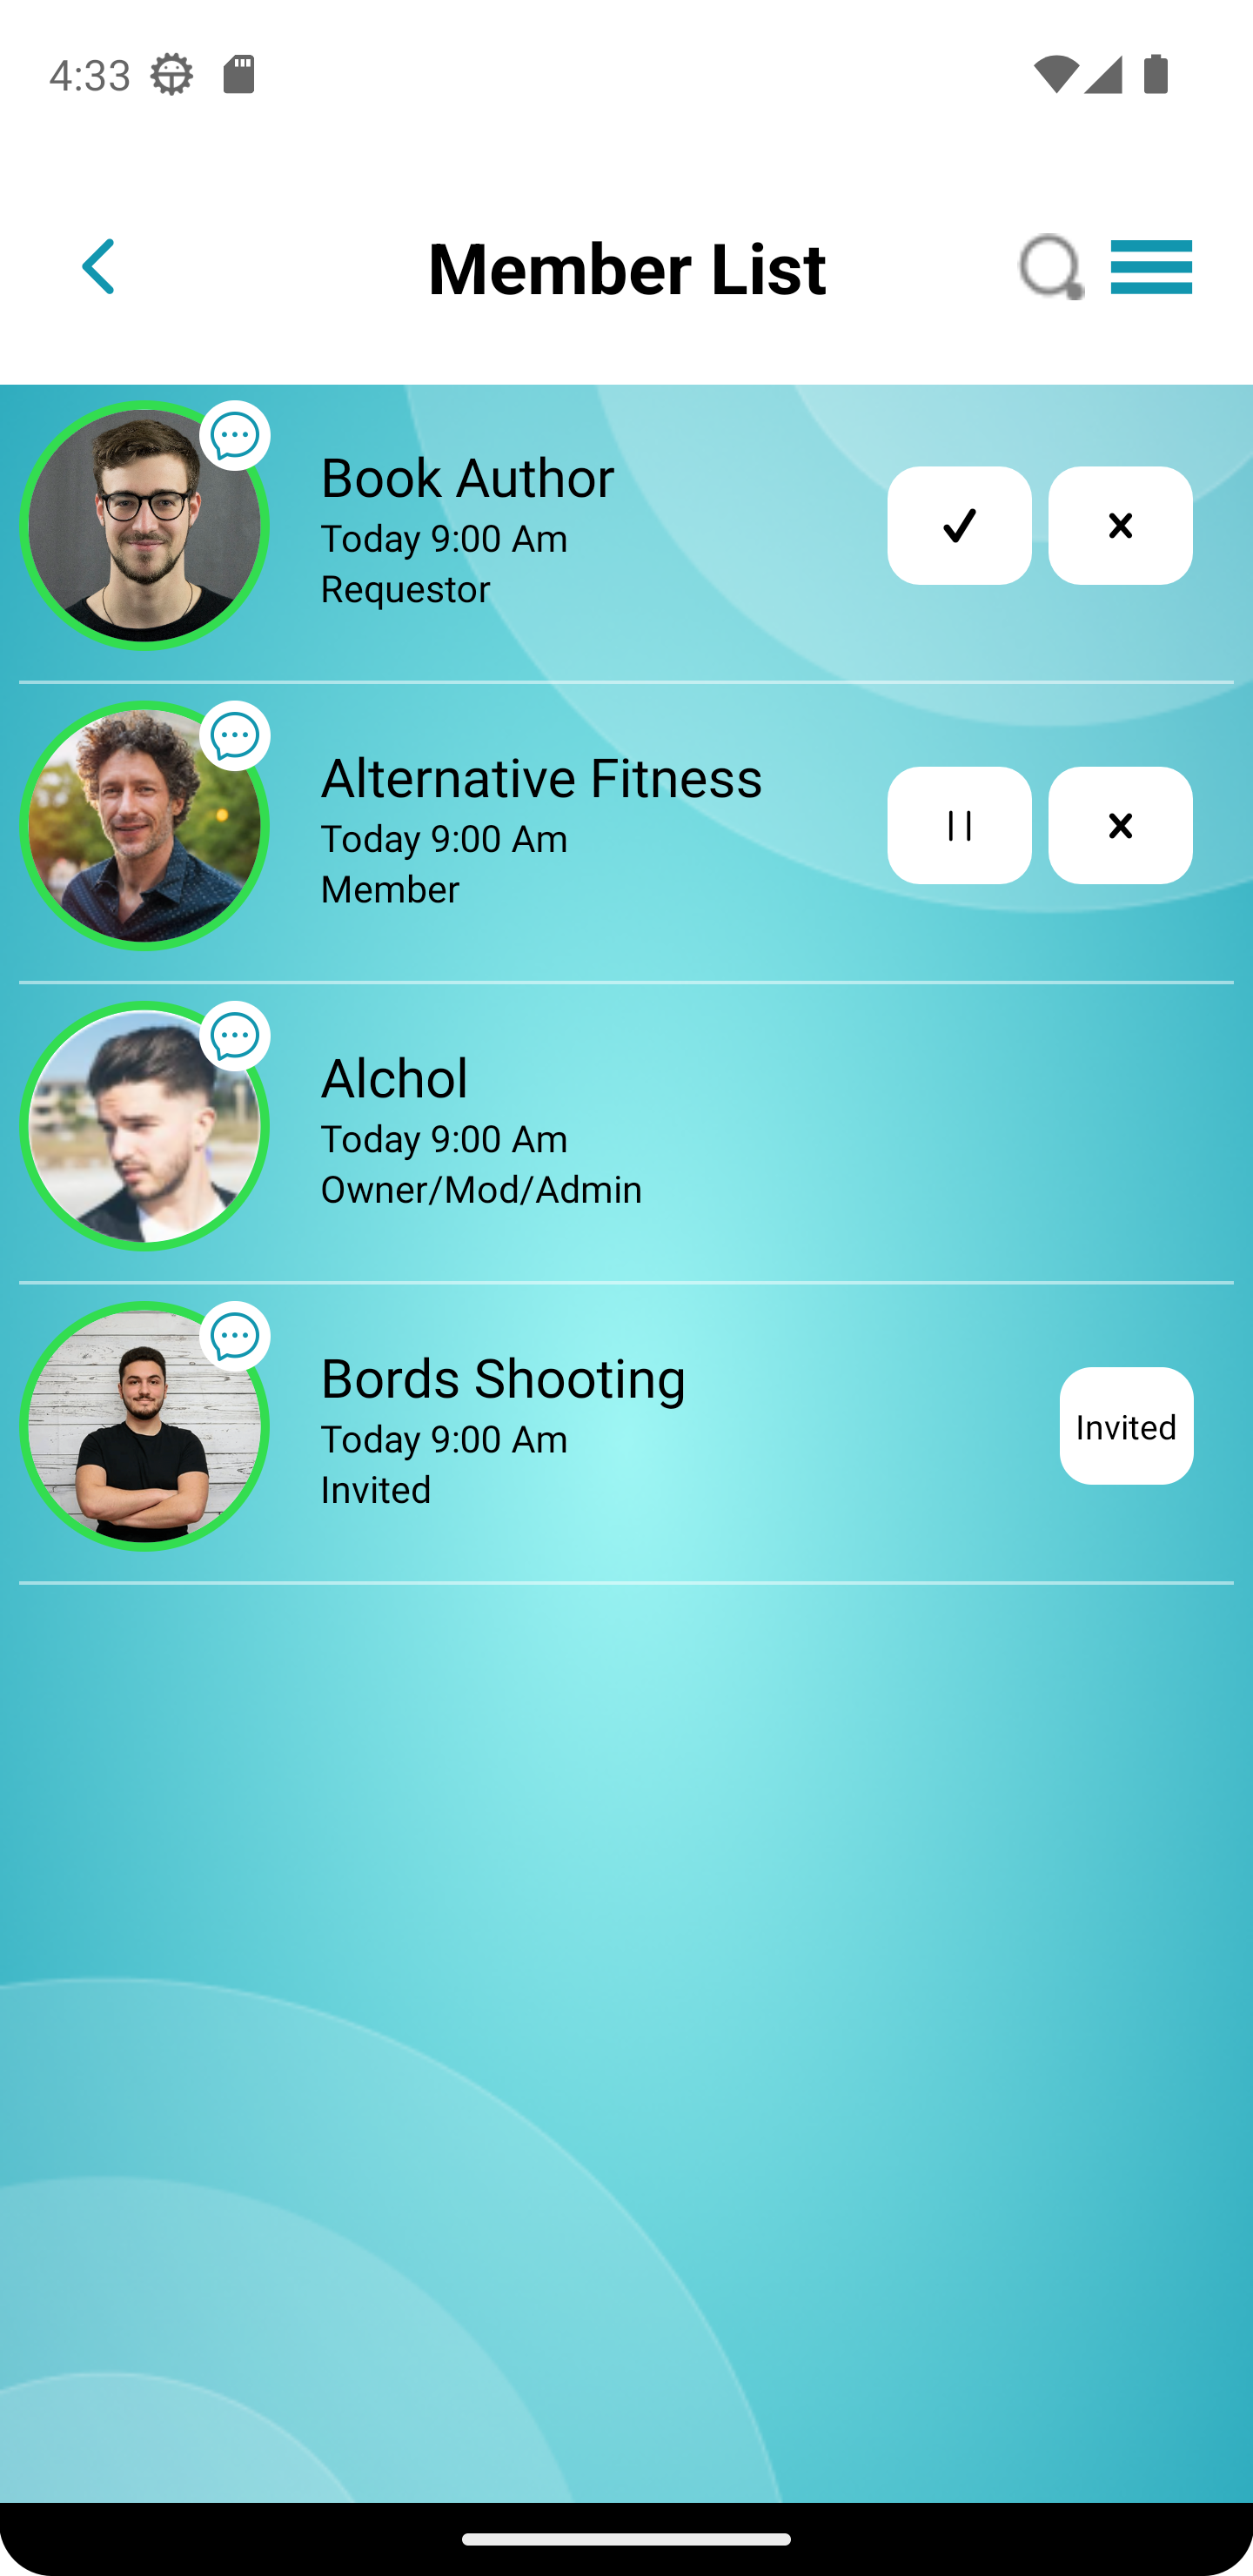 4:33
Member List
Book Author
Today 9:00 Am
Requestor
Alternative Fitness
Today 9:00 Am
Member
Alchol
Today 9:00 Am
Owner/Mod/Admin
Bords Shooting
Today 9:00 Am
Invited
Invited